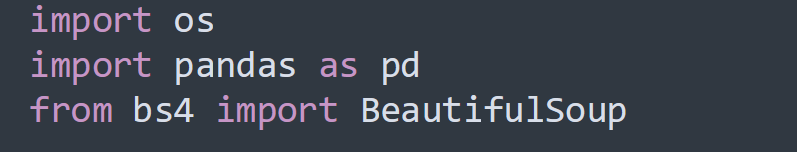 import os
import pandas as pd
from bs4 import BeautifulSoup